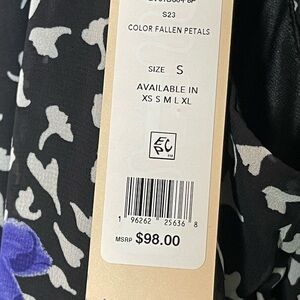 S23
COLOR FALLEN PETALS
SIZE S
AVAILABLE IN
XS S M L XL
1 96262 25636 8
MSRP $98.00